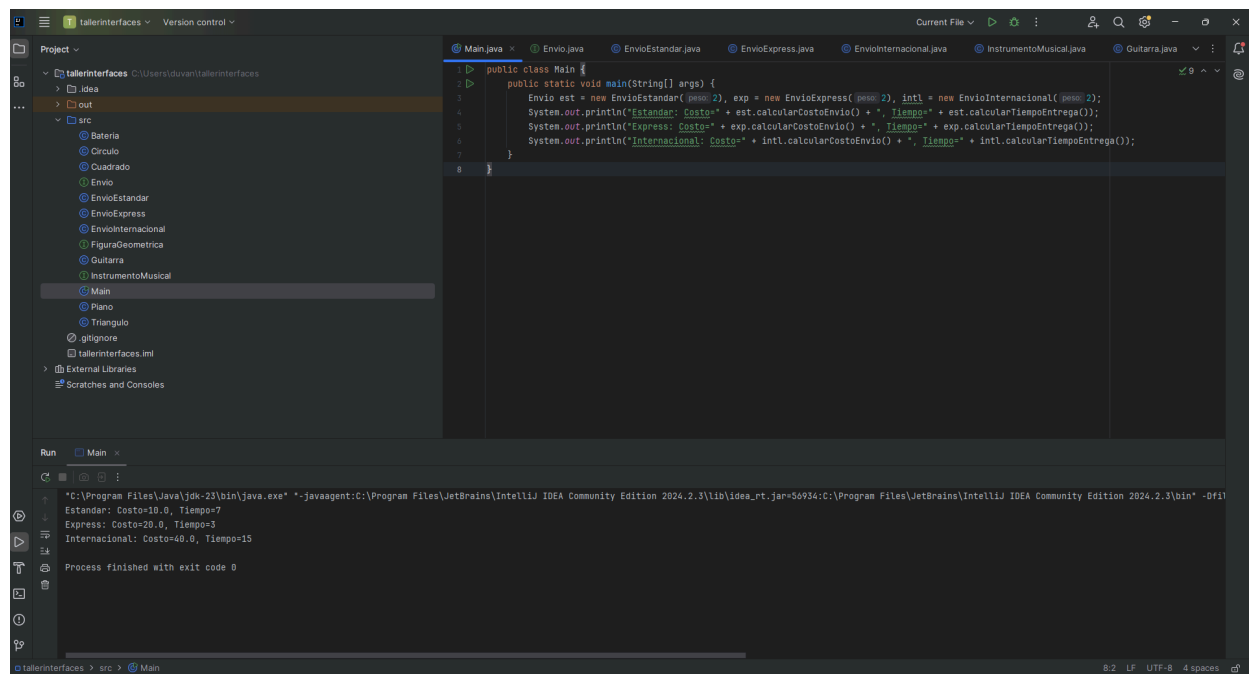 T tallinterfaces Version control Current File
Project
tallerinterfaces C:\Users\duvan\tallerinterfaces
.idea
out
src
Bateria
Circulo
Cuadrado
Envio
EnvioEstandar
EnvioExpress
EnvioInternacional
FiguraGeometrica
Guitarra
InstrumentoMusical
Main
Piano
Triangulo
.gitignore
tallerinterfaces.iml
External Libraries
Scratches and Consoles
Main.java Envio.java EnvioEstandar.java EnvioExpress.java EnvioInternacional.java InstrumentoMusical.java Guitarra.java
9
1 public class Main {
2 public static void main(String[] args) {
3 Envio est = new EnvioEstandar( peso: 2), exp = new EnvioExpress( peso: 2), intl = new EnvioInternacional( peso: 2);
4 System.out.println("Estandar: Costo=" + est.calcularCostoEnvio() + ", Tiempo=" + est.calcularTiempoEntrega());
5 System.out.println("Express: Costo=" + exp.calcularCostoEnvio() + ", Tiempo=" + exp.calcularTiempoEntrega());
6 System.out.println("Internacional: Costo=" + intl.calcularCostoEnvio() + ", Tiempo=" + intl.calcularTiempoEntrega());
7 }
8 }
Run Main
"C:\Program Files\Java\jdk-23\bin\java.exe" "-javaagent:C:\Program Files\JetBrains\IntelliJ IDEA Community Edition 2024.2.3\lib\idea_rt.jar=56934:C:\Program Files\JetBrains\IntelliJ IDEA Community Edition 2024.2.3\bin" -Dfil
Estandar: Costo=10.0, Tiempo=7
Express: Costo=20.0, Tiempo=3
Internacional: Costo=40.0, Tiempo=15
Process finished with exit code 0
tallerinterfaces > src > Main 8:2 LF UTF-8 4 spaces